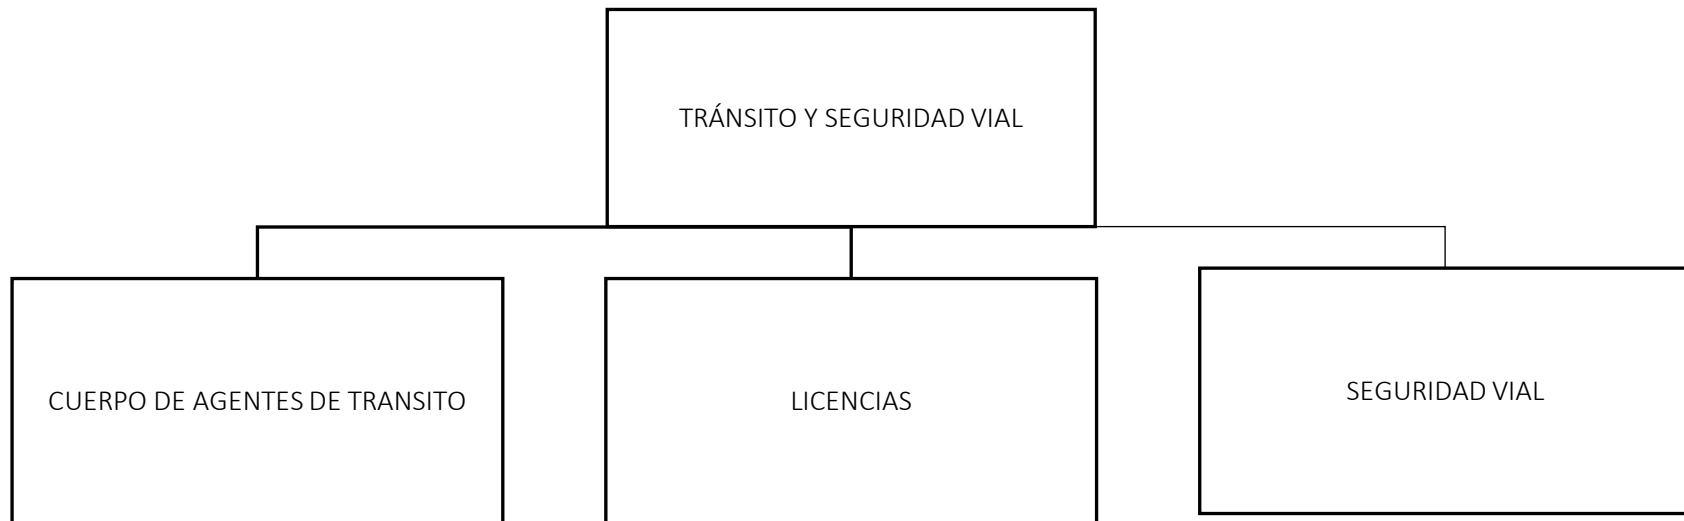 TRÁNSITO Y SEGURIDAD VIAL
CUERPO DE AGENTES DE TRANSITO
LICENCIAS
SEGURIDAD VIAL